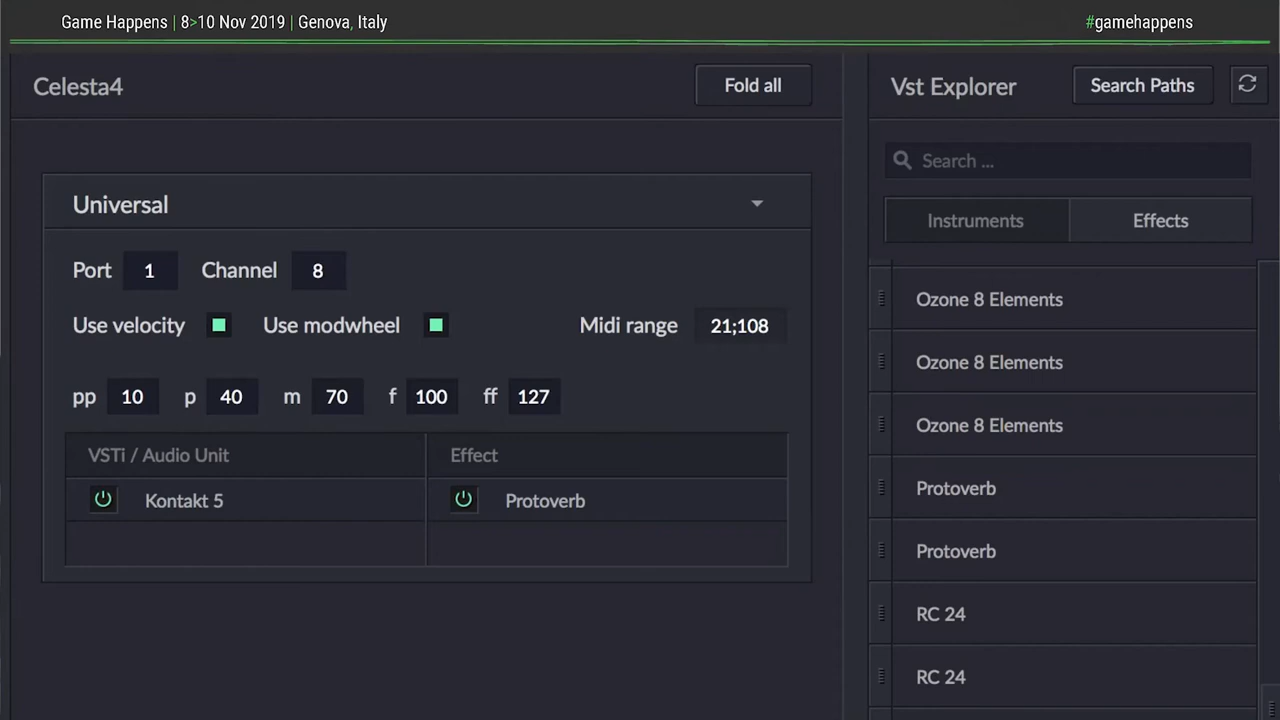 Game Happens | 8>10 Nov 2019 | Genova, Italy
#gamehappens
Celesta4
Fold all
Universal
Port 1 Channel 8
Use velocity Use modwheel Midi range 21;108
pp 10 p 40 m 70 f 100 ff 127
VSTi / Audio Unit Effect
Kontakt 5 Protoverb
Vst Explorer Search Paths
Search ...
Instruments Effects
Ozone 8 Elements
Ozone 8 Elements
Ozone 8 Elements
Protoverb
Protoverb
RC 24
RC 24